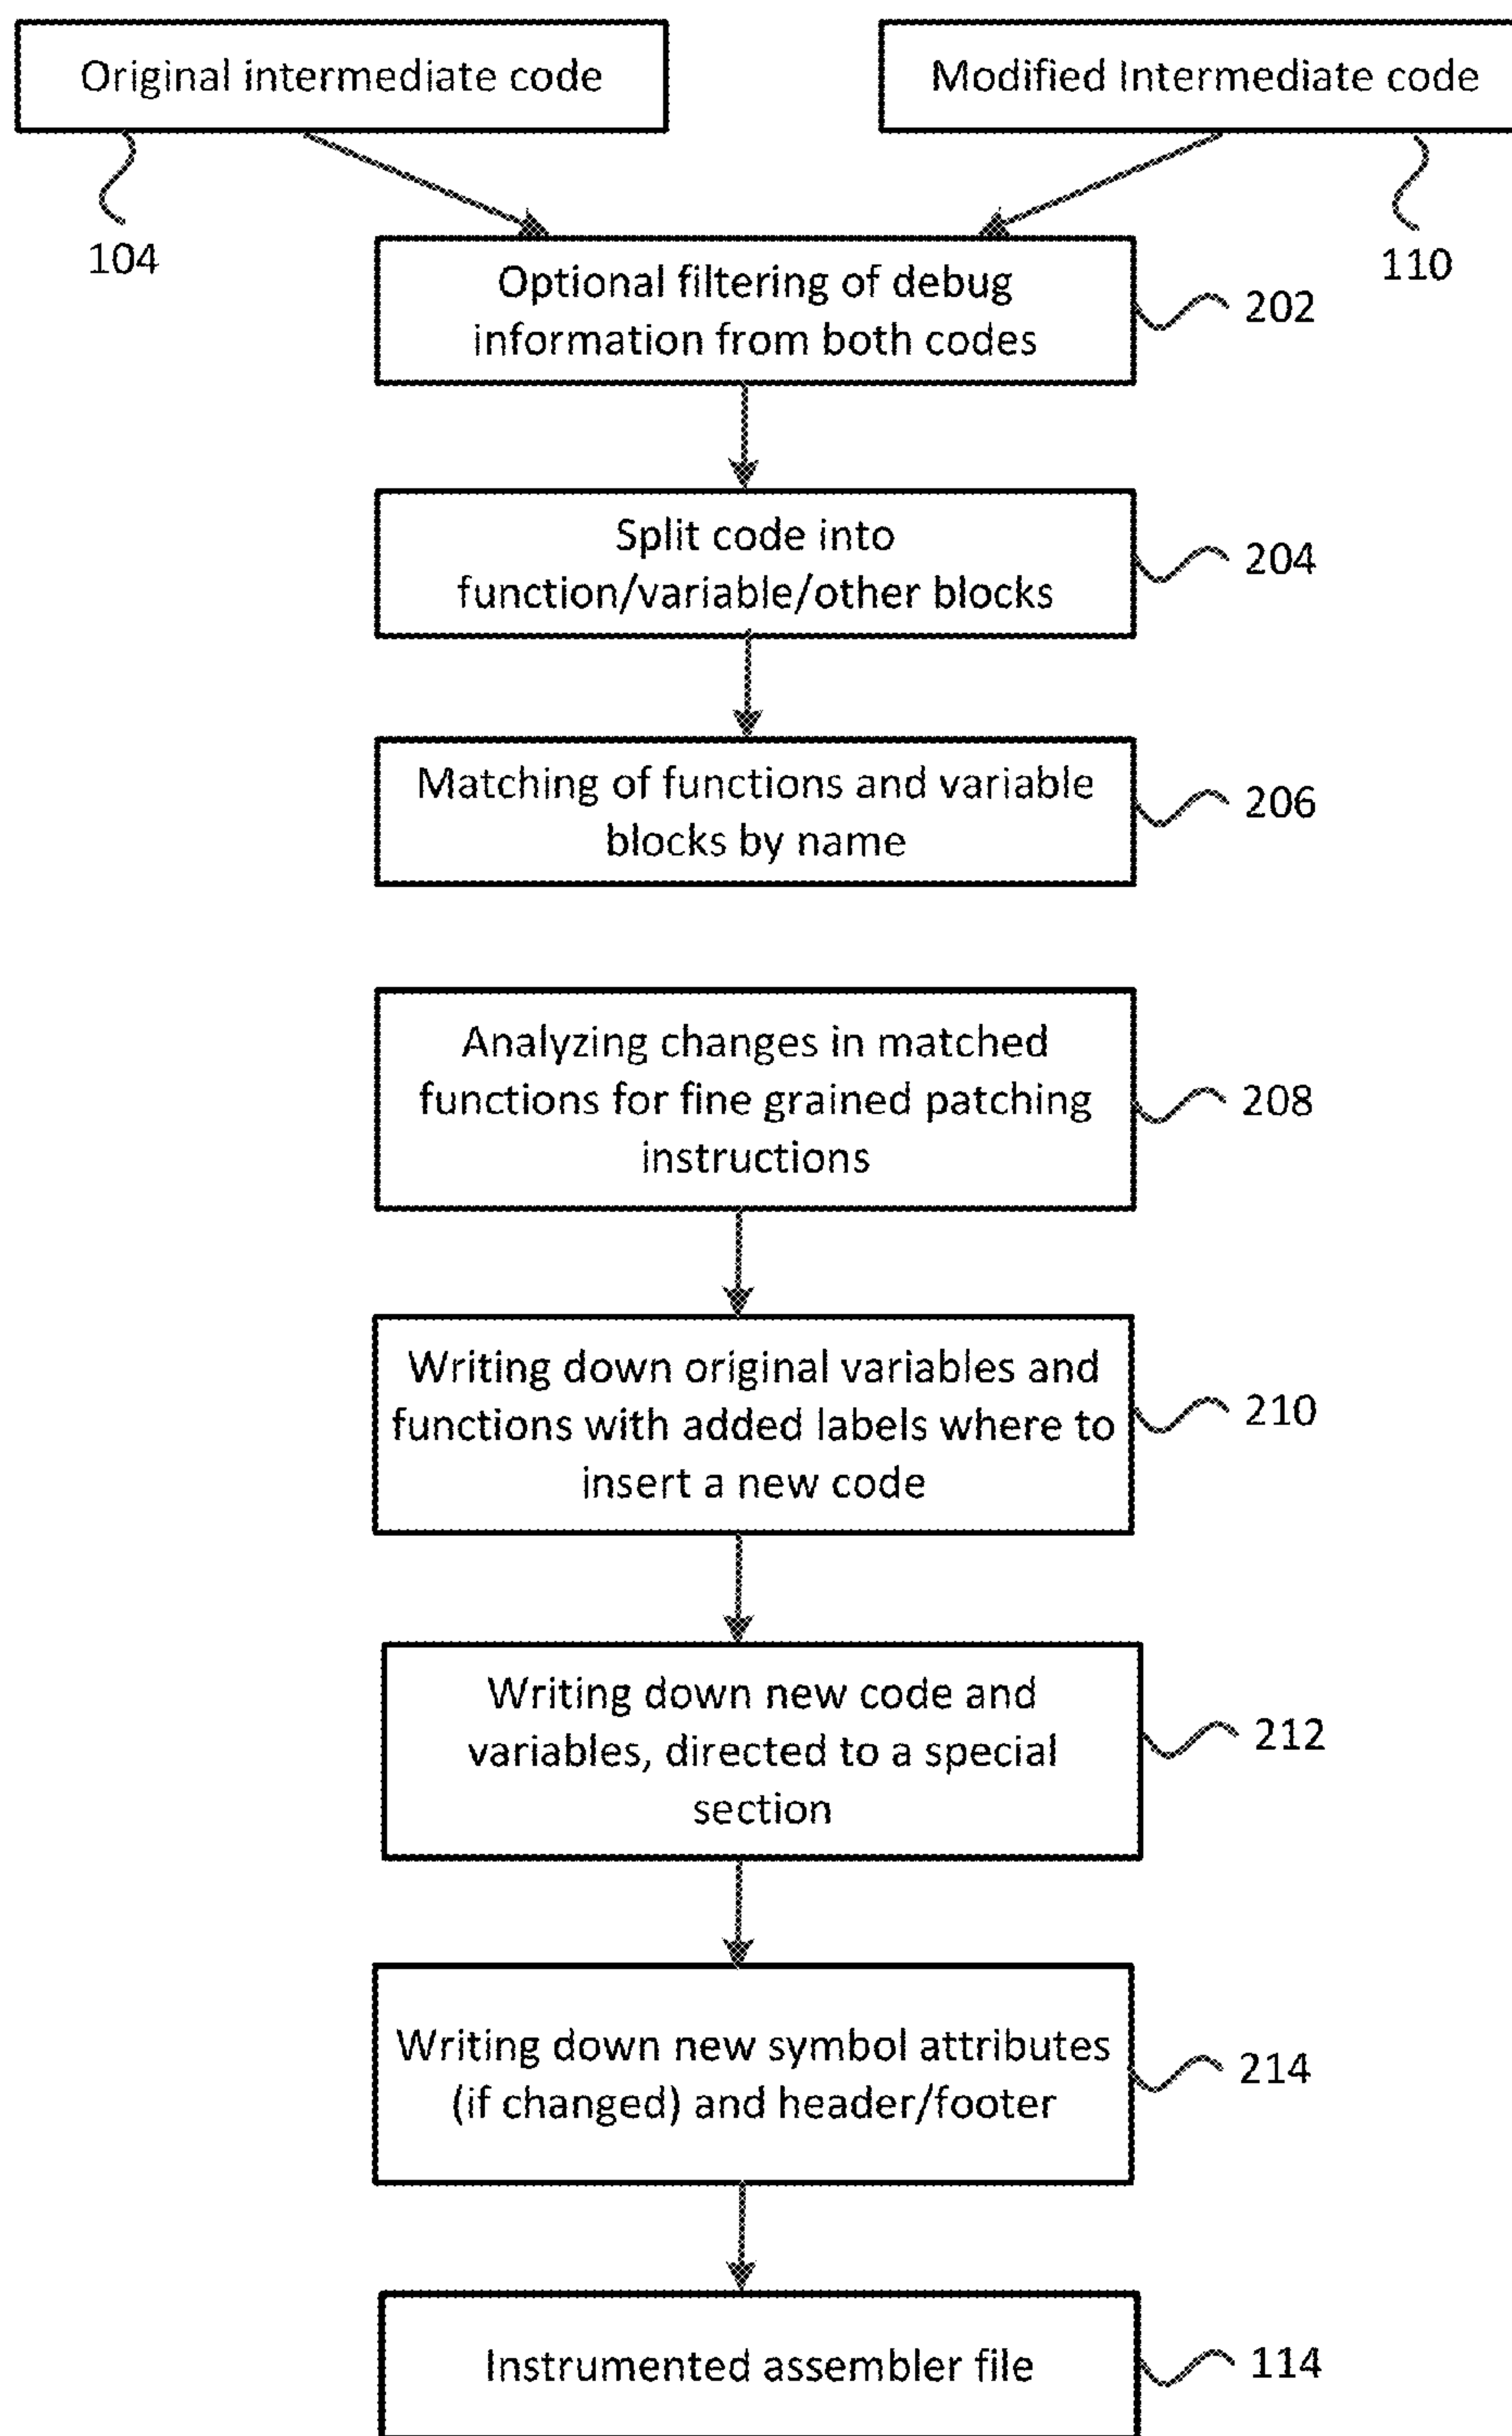 Original intermediate code
Modified Intermediate code
104
110
Optional filtering of debug
information from both codes
202
Split code into
function/variable/other blocks
204
Matching of functions and variable
blocks by name
206
Analyzing changes in matched
functions for fine grained patching
instructions
208
Writing down original variables and
functions with added labels where to
insert a new code
210
Writing down new code and
variables, directed to a special
section
212
Writing down new symbol attributes
(if changed) and header/footer
214
Instrumented assembler file
114